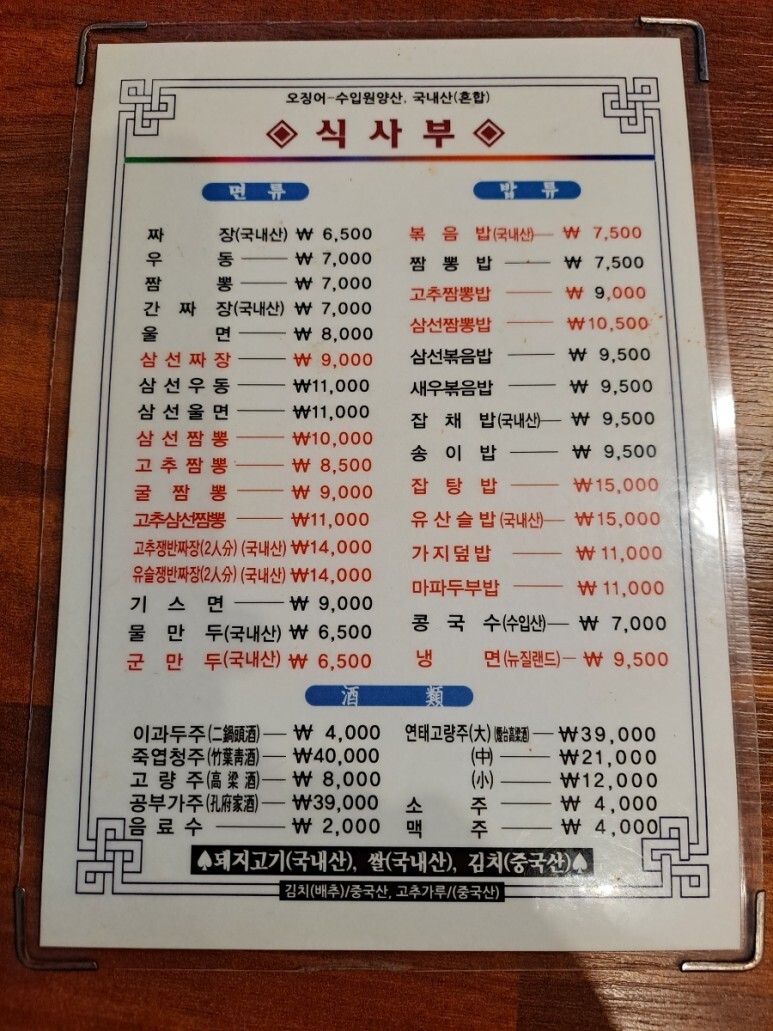 오징어-수입원양산, 국내산(혼합)
◈ 식사부 ◈
면류
짜장(국내산) ₩ 6,500
우동 ₩ 7,000
짬뽕 ₩ 7,000
간짜장(국내산) ₩ 7,000
울면 ₩ 8,000
삼선짜장 ₩ 9,000
삼선우동 ₩11,000
삼선울면 ₩11,000
삼선짬뽕 ₩10,000
고추짬뽕 ₩ 8,500
굴짬뽕 ₩ 9,000
고추삼선짬뽕 ₩11,000
고추쟁반짜장(2人分) (국내산) ₩14,000
유슬쟁반짜장(2人分) (국내산) ₩14,000
기스면 ₩ 9,000
물만두(국내산) ₩ 6,500
군만두(국내산) ₩ 6,500
밥류
볶음밥(국내산) ₩ 7,500
짬뽕밥 ₩ 7,500
고추짬뽕밥 ₩ 9,000
삼선짬뽕밥 ₩10,500
삼선볶음밥 ₩ 9,500
새우볶음밥 ₩ 9,500
잡채밥(국내산) ₩ 9,500
송이밥 ₩ 9,500
잡탕밥 ₩15,000
유산슬밥(국내산) ₩15,000
가지덮밥 ₩11,000
마파두부밥 ₩11,000
콩국수(수입산) ₩ 7,000
냉면(뉴질랜드) ₩ 9,500
酒類
이과두주(二鍋頭酒) ₩ 4,000
죽엽청주(竹葉靑酒) ₩40,000
고량주(高梁酒) ₩ 8,000
공부가주(孔府家酒) ₩39,000
음료수 ₩ 2,000
연태고량주(大)(煙台高梁酒) ₩39,000
(中) ₩21,000
(小) ₩12,000
소주 ₩ 4,000
맥주 ₩ 4,000
♠돼지고기(국내산), 쌀(국내산), 김치(중국산)♠
김치(배추)/중국산, 고추가루/(중국산)